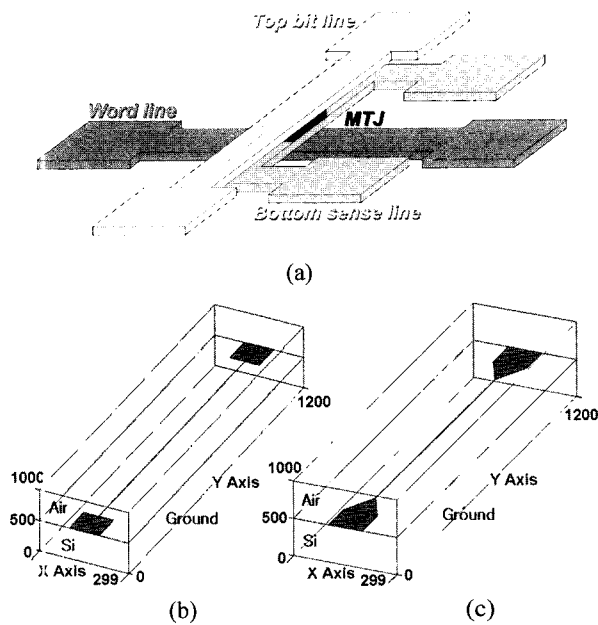 Top bit line
Word line
MTJ
Bottom sense line
(a)
1200
1000
Air
500
Si
0
X Axis
299
0
Y Axis
Ground
(b)
1200
1000
Air
500
Si
0
X Axis
299
0
Y Axis
Ground
(c)